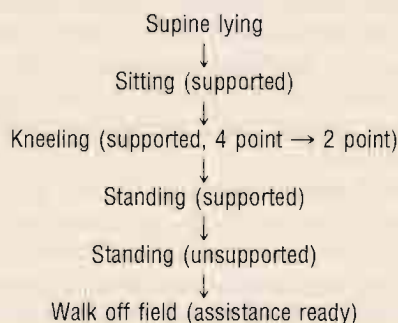 Supine lying
↓
Sitting (supported)
↓
Kneeling (supported, 4 point → 2 point)
↓
Standing (supported)
↓
Standing (unsupported)
↓
Walk off field (assistance ready)